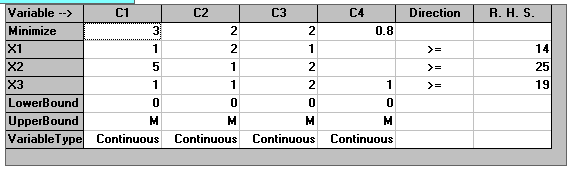 Variable --> C1 C2 C3 C4 Direction R. H. S.
Minimize 3 2 2 0.8
X1 1 2 1 >= 14
X2 5 1 2 >= 25
X3 1 1 2 1 >= 19
LowerBound 0 0 0 0
UpperBound M M M M
VariableType Continuous Continuous Continuous Continuous